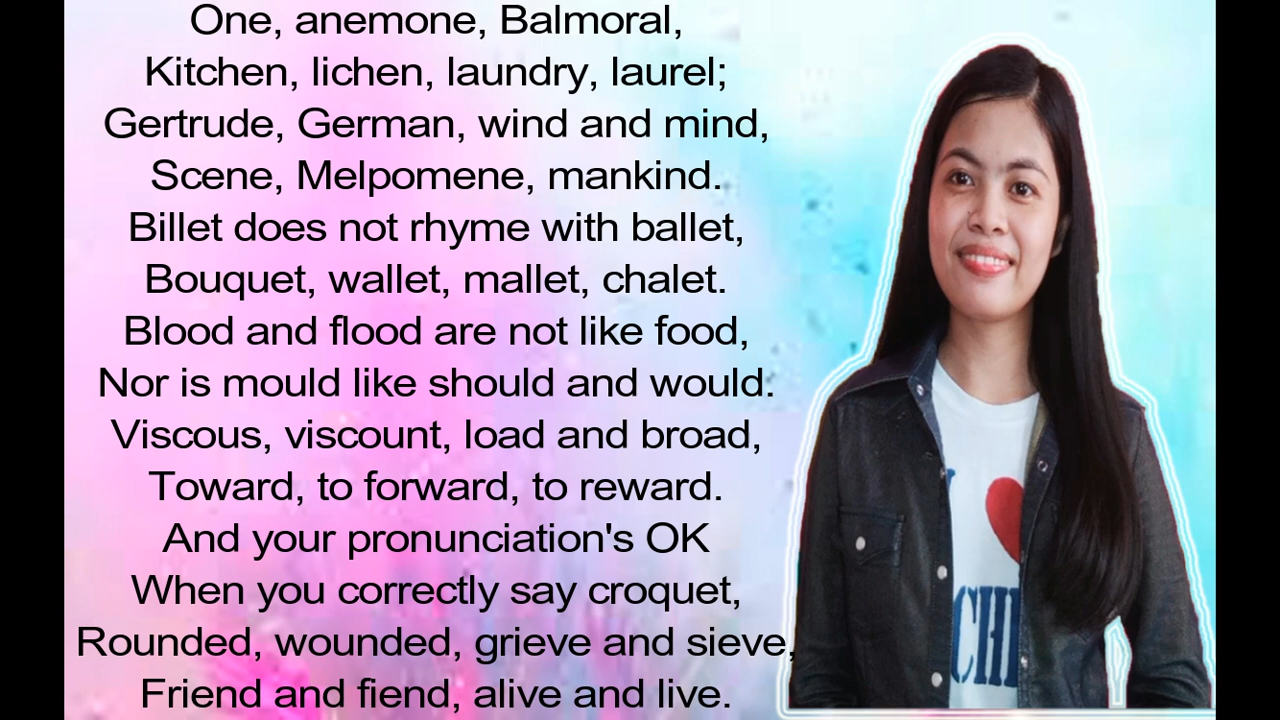 One, anemone, Balmoral,
Kitchen, lichen, laundry, laurel;
Gertrude, German, wind and mind,
Scene, Melpomene, mankind.
Billet does not rhyme with ballet,
Bouquet, wallet, mallet, chalet.
Blood and flood are not like food,
Nor is mould like should and would.
Viscous, viscount, load and broad,
Toward, to forward, to reward.
And your pronunciation's OK
When you correctly say croquet,
Rounded, wounded, grieve and sieve,
Friend and fiend, alive and live.